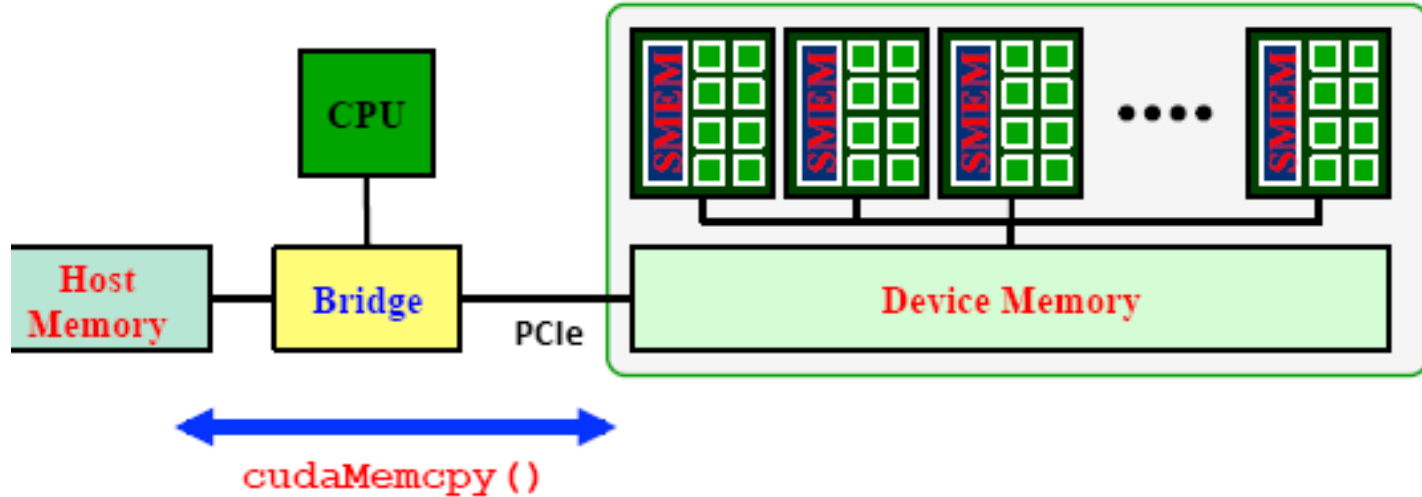 CPU
SMEM
SMEM
SMEM
SMEM
Host
Memory
Bridge
PCIe
Device Memory
cudaMemcpy()